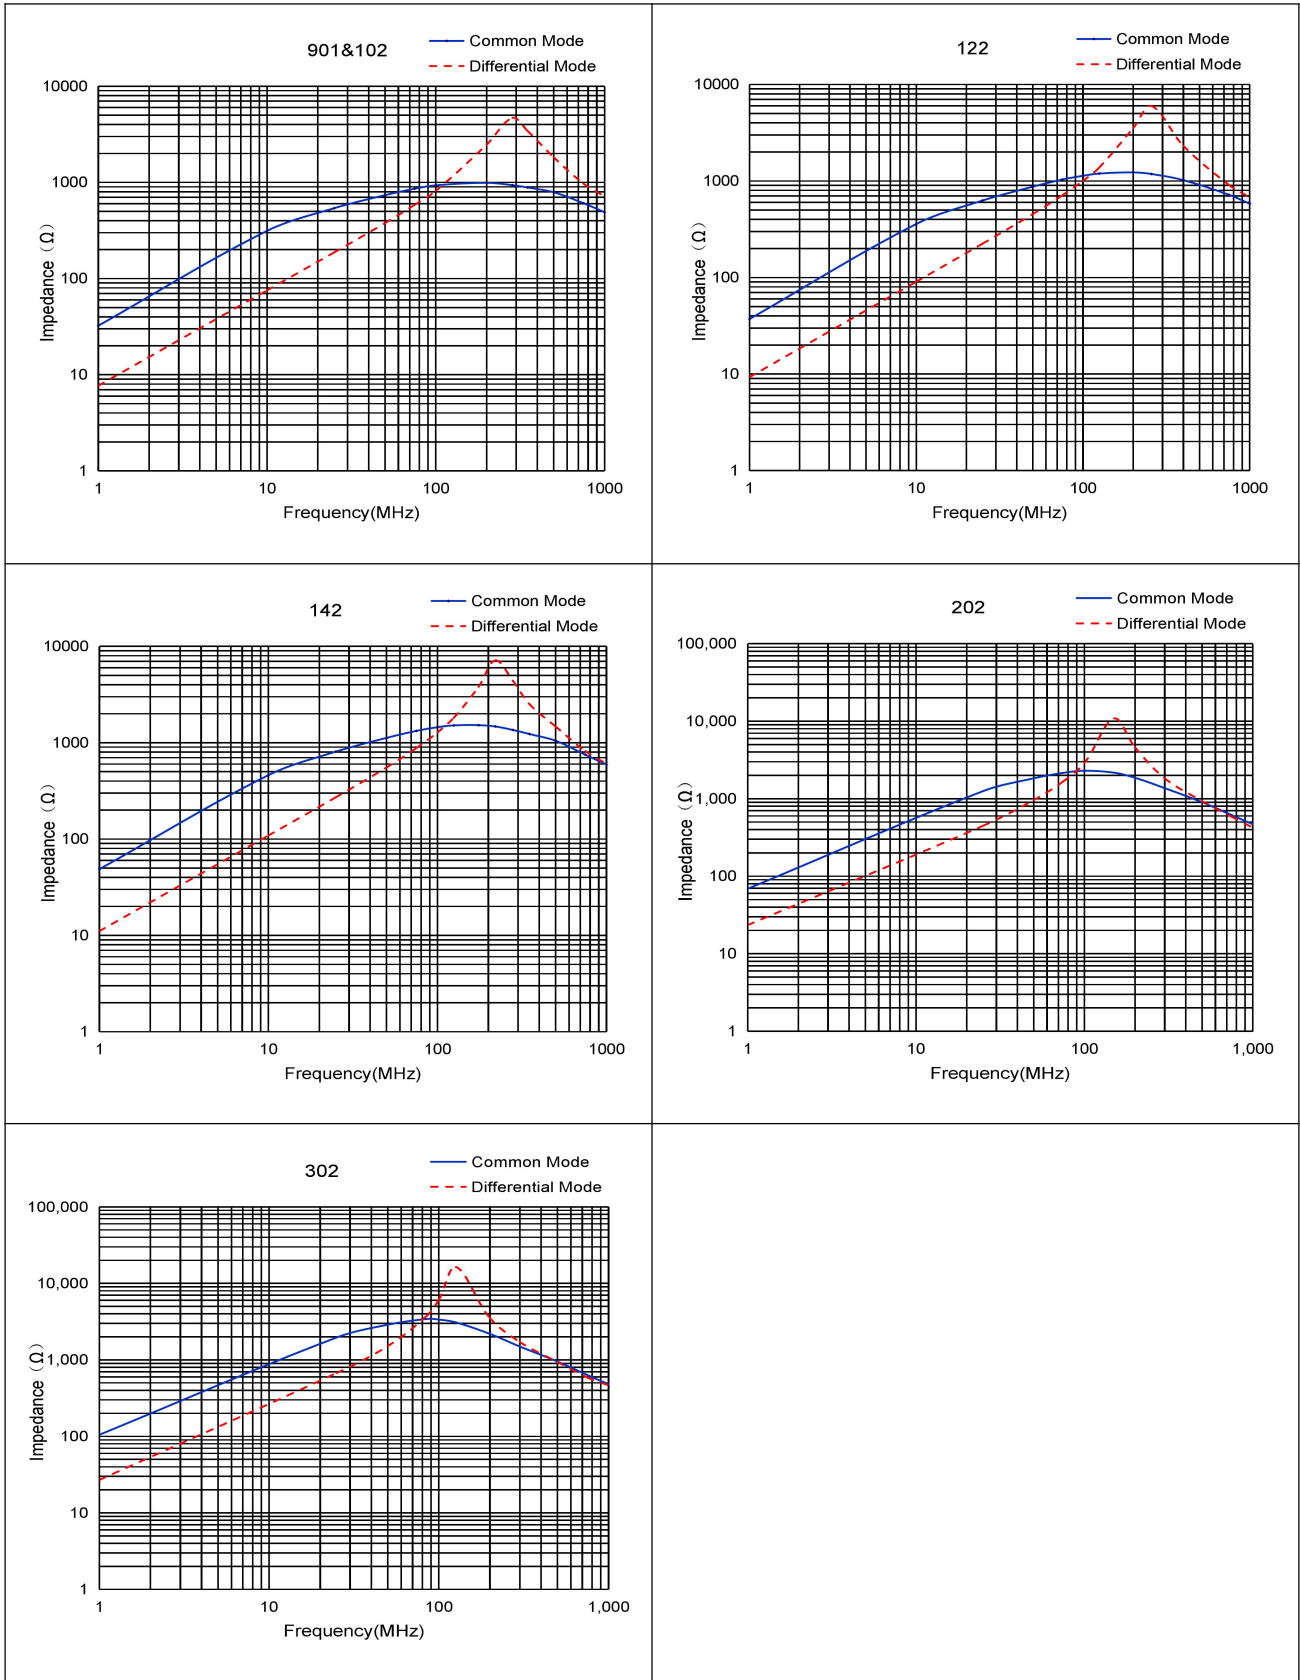 901&102
Common Mode
Differential Mode
10000
1000
100
10
1
Impedance（Ω）
1 10 100 1000
Frequency(MHz)
122
Common Mode
Differential Mode
10000
1000
100
10
1
Impedance（Ω）
1 10 100 1000
Frequency(MHz)
142
Common Mode
Differential Mode
10000
1000
100
10
1
Impedance（Ω）
1 10 100 1000
Frequency(MHz)
202
Common Mode
Differential Mode
100,000
10,000
1,000
100
10
1
Impedance（Ω）
1 10 100 1,000
Frequency(MHz)
302
Common Mode
Differential Mode
100,000
10,000
1,000
100
10
1
Impedance（Ω）
1 10 100 1,000
Frequency(MHz)